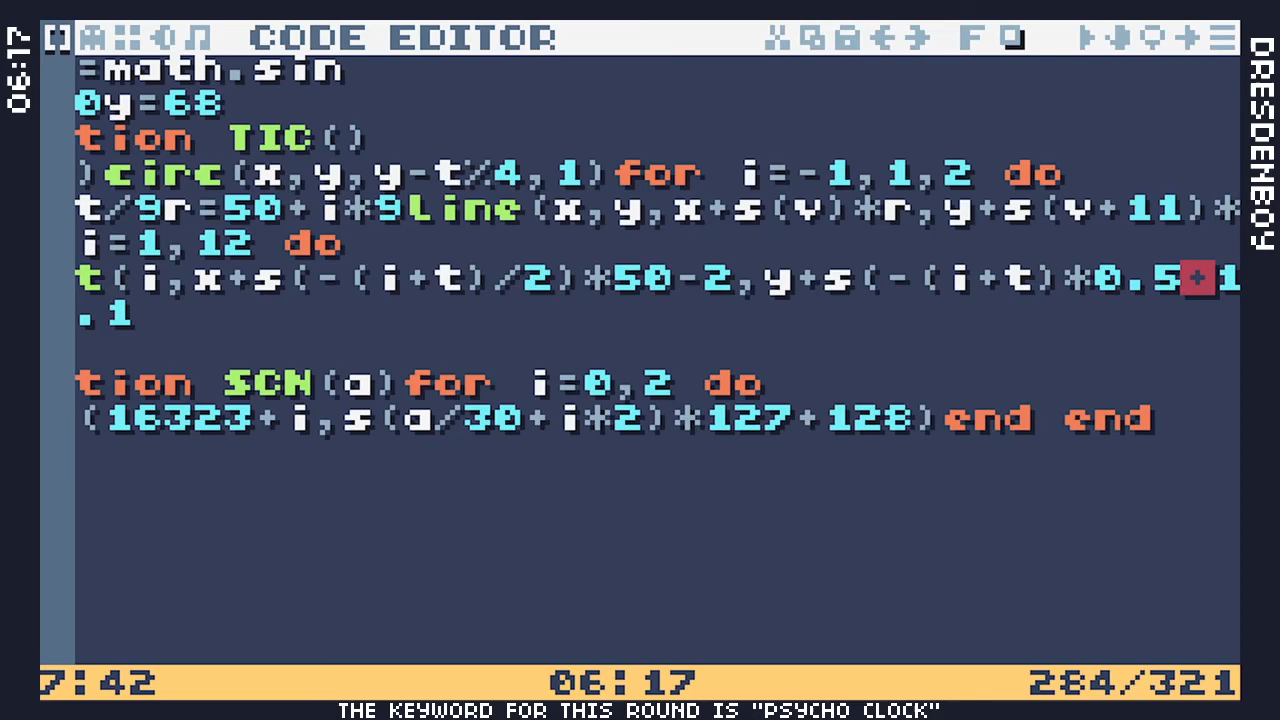 CODE EDITOR
F
=math.sin
0y=68
tion TIC()
)circ(x,y,y-t%4,1)for i=-1,1,2 do
t/9r=50+i*9line(x,y,x+s(v)*r,y+s(v+11)*
i=1,12 do
t(i,x+s(-(i+t)/2)*50-2,y+s(-(i+t)*0.5+1
.1
tion SCN(a)for i=0,2 do
(16323+i,s(a/30+i*2)*127+128)end end
7:42 06:17 284/321
THE KEYWORD FOR THIS ROUND IS "PSYCHO CLOCK"
06:17
DRESDENBOY